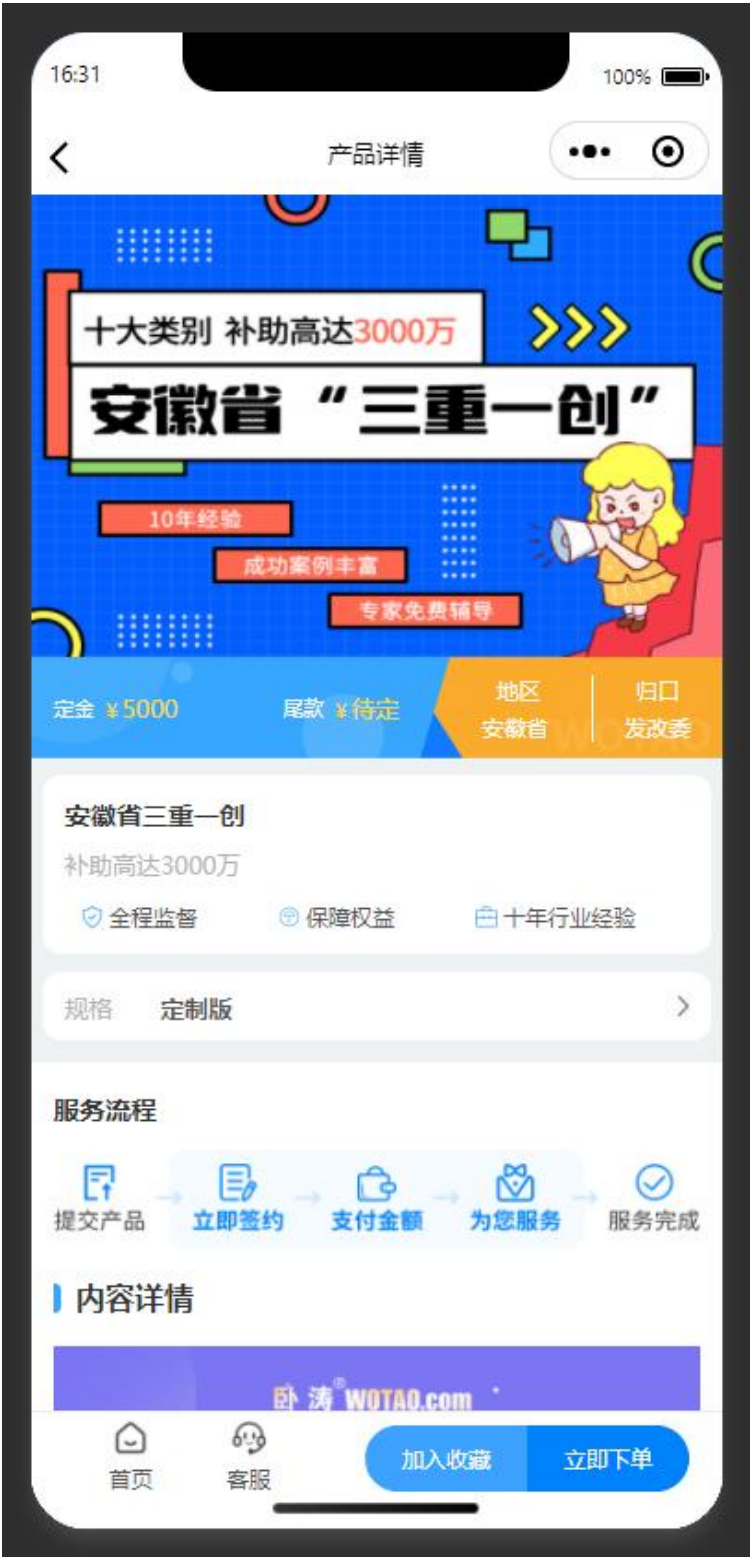 16:31
100%
产品详情
十大类别 补助高达3000万
安徽省“三重一创”
10年经验
成功案例丰富
专家免费辅导
定金 ¥5000
尾款 ¥待定
地区
归口
安徽省
发改委
WOTAO
安徽省三重一创
补助高达3000万
全程监督
保障权益
十年行业经验
规格 定制版
服务流程
提交产品
立即签约
支付金额
为您服务
服务完成
内容详情
卧涛®WOTAO.com
首页
客服
加入收藏
立即下单